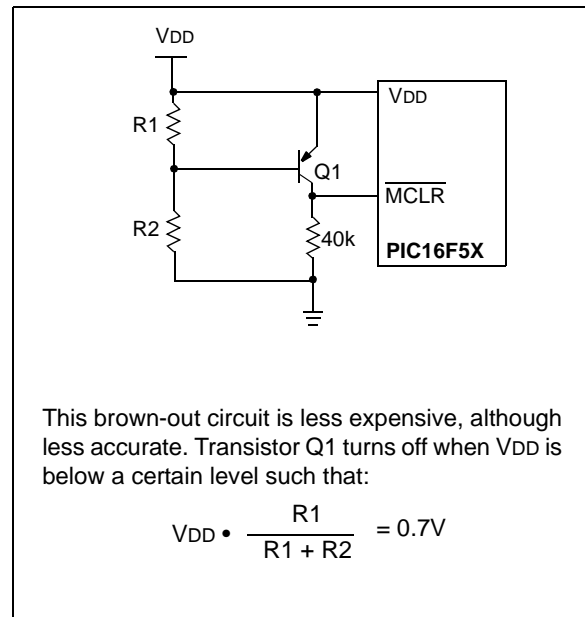 VDD
VDD
R1
Q1
MCLR
R2
40k
PIC16F5X
This brown-out circuit is less expensive, although
less accurate. Transistor Q1 turns off when VDD is
below a certain level such that:
VDD • R1 / R1 + R2 = 0.7V